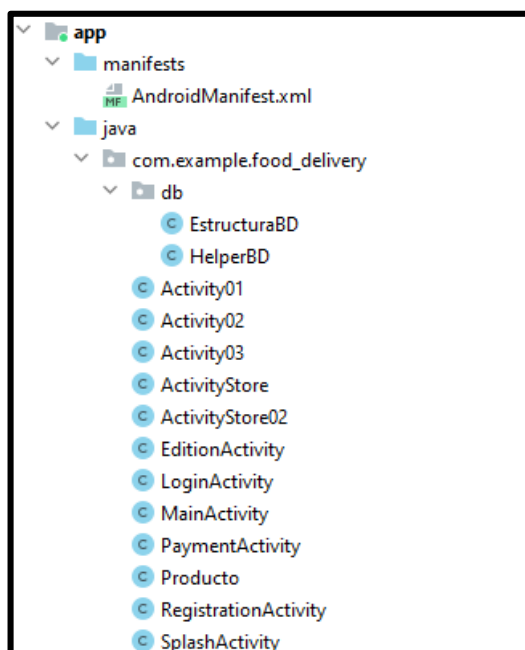 app
manifests
MF AndroidManifest.xml
java
com.example.food_delivery
db
C EstructuraBD
C HelperBD
C Activity01
C Activity02
C Activity03
C ActivityStore
C ActivityStore02
C EditionActivity
C LoginActivity
C MainActivity
C PaymentActivity
C Producto
C RegistrationActivity
C SplashActivity